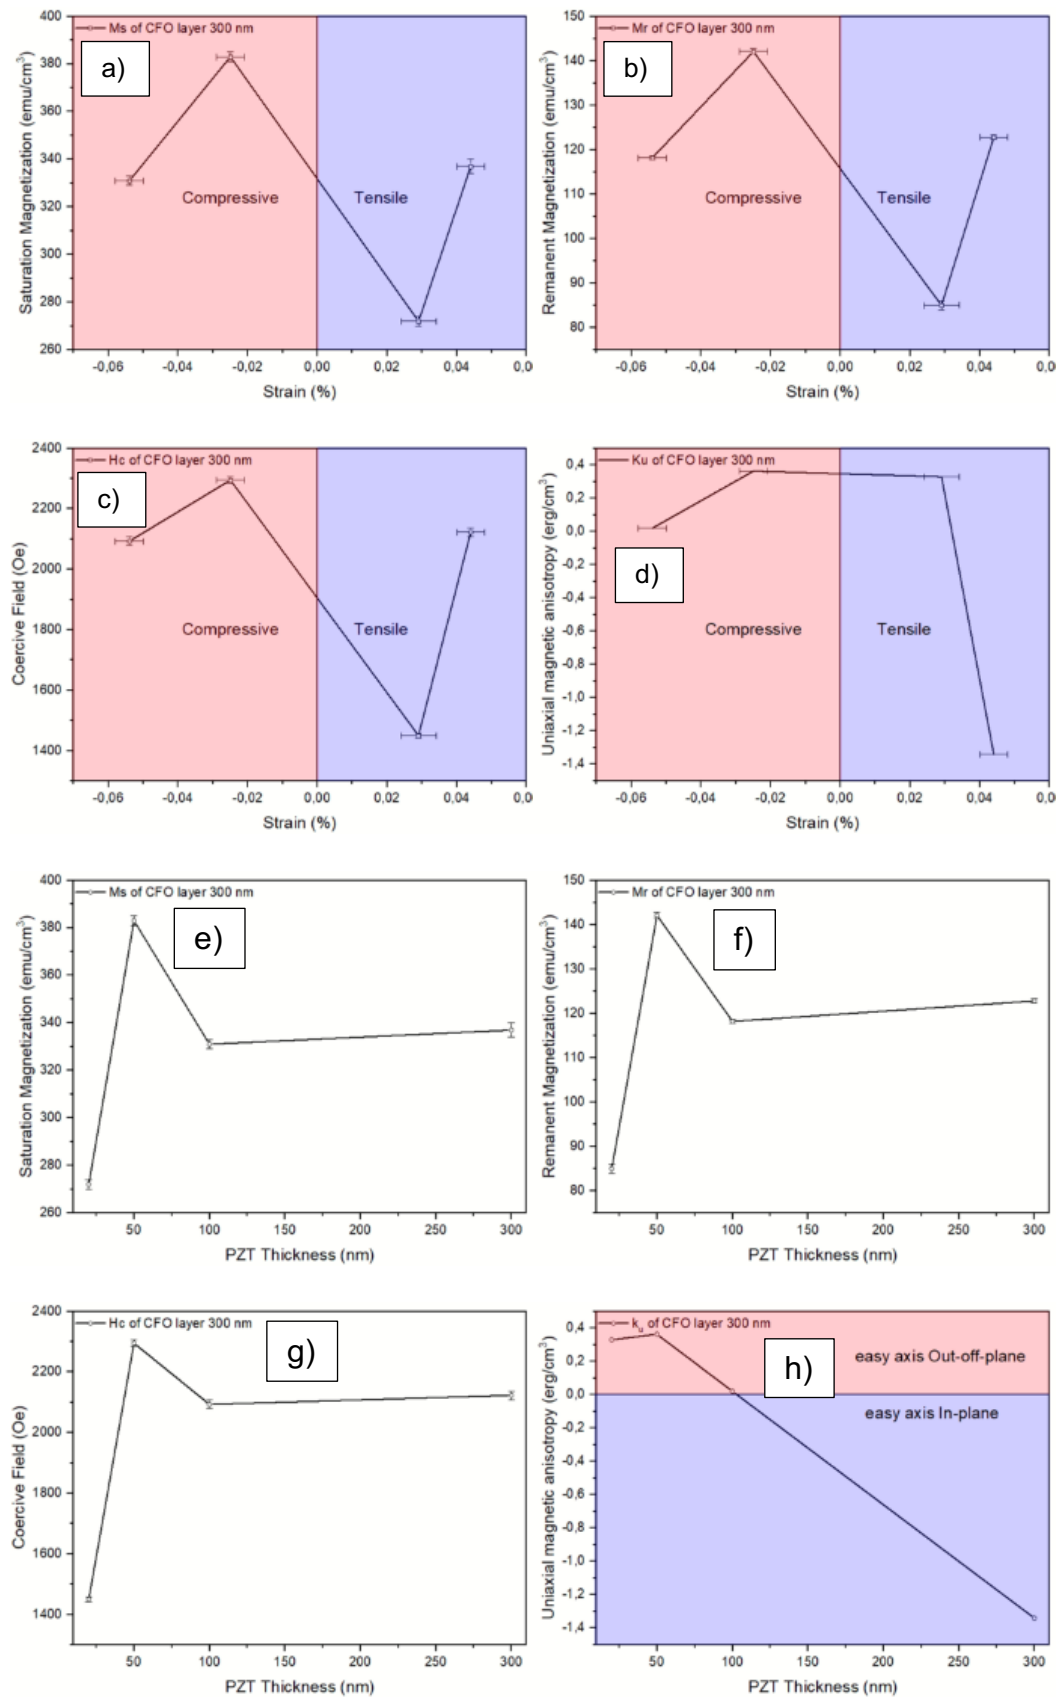 Ms of CFO layer 300 nm
a)
Compressive
Tensile
Saturation Magnetization (emu/cm³)
400
380
360
340
320
300
280
260
-0,06 -0,04 -0,02 0,00 0,02 0,04 0,0
Strain (%)
Mr of CFO layer 300 nm
b)
Compressive
Tensile
Remanent Magnetization (emu/cm³)
150
140
130
120
110
100
90
80
-0,06 -0,04 -0,02 0,00 0,02 0,04 0,0
Strain (%)
Hc of CFO layer 300 nm
c)
Compressive
Tensile
Coercive Field (Oe)
2400
2200
2000
1800
1600
1400
-0,06 -0,04 -0,02 0,00 0,02 0,04 0,0
Strain (%)
Ku of CFO layer 300 nm
d)
Compressive
Tensile
Uniaxial magnetic anisotropy (erg/cm³)
0,4
0,2
0,0
-0,2
-0,4
-0,6
-0,8
-1,0
-1,2
-1,4
-0,06 -0,04 -0,02 0,00 0,02 0,04 0,0
Strain (%)
Ms of CFO layer 300 nm
e)
Saturation Magnetization (emu/cm³)
400
380
360
340
320
300
280
260
50 100 150 200 250 300
PZT Thickness (nm)
Mr of CFO layer 300 nm
f)
Remanent Magnetization (emu/cm³)
150
140
130
120
110
100
90
80
50 100 150 200 250 300
PZT Thickness (nm)
Hc of CFO layer 300 nm
g)
Coercive Field (Oe)
2400
2200
2000
1800
1600
1400
50 100 150 200 250 300
PZT Thickness (nm)
k_u of CFO layer 300 nm
h)
easy axis Out-off-plane
easy axis In-plane
Uniaxial magnetic anisotropy (erg/cm³)
0,4
0,2
0,0
-0,2
-0,4
-0,6
-0,8
-1,0
-1,2
-1,4
50 100 150 200 250 300
PZT Thickness (nm)